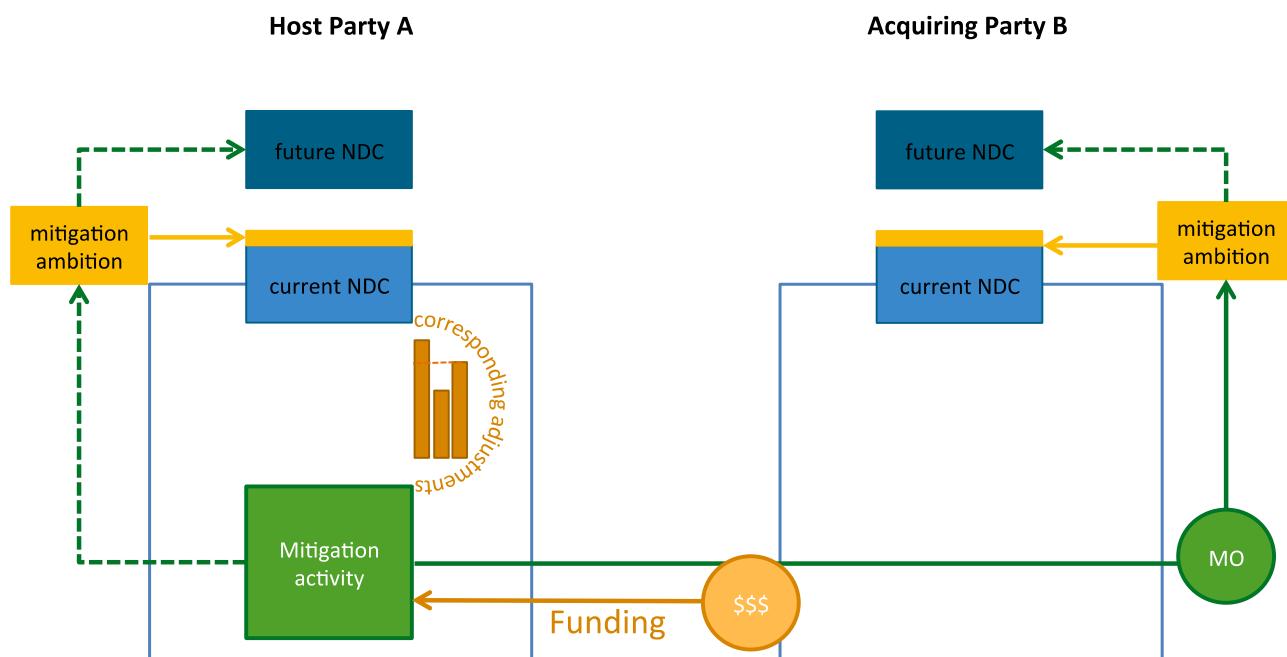 Host Party A
Acquiring Party B
future NDC
future NDC
mitigation
ambition
mitigation
ambition
current NDC
current NDC
corresponding adjustments
Mitigation
activity
MO
$$$
Funding